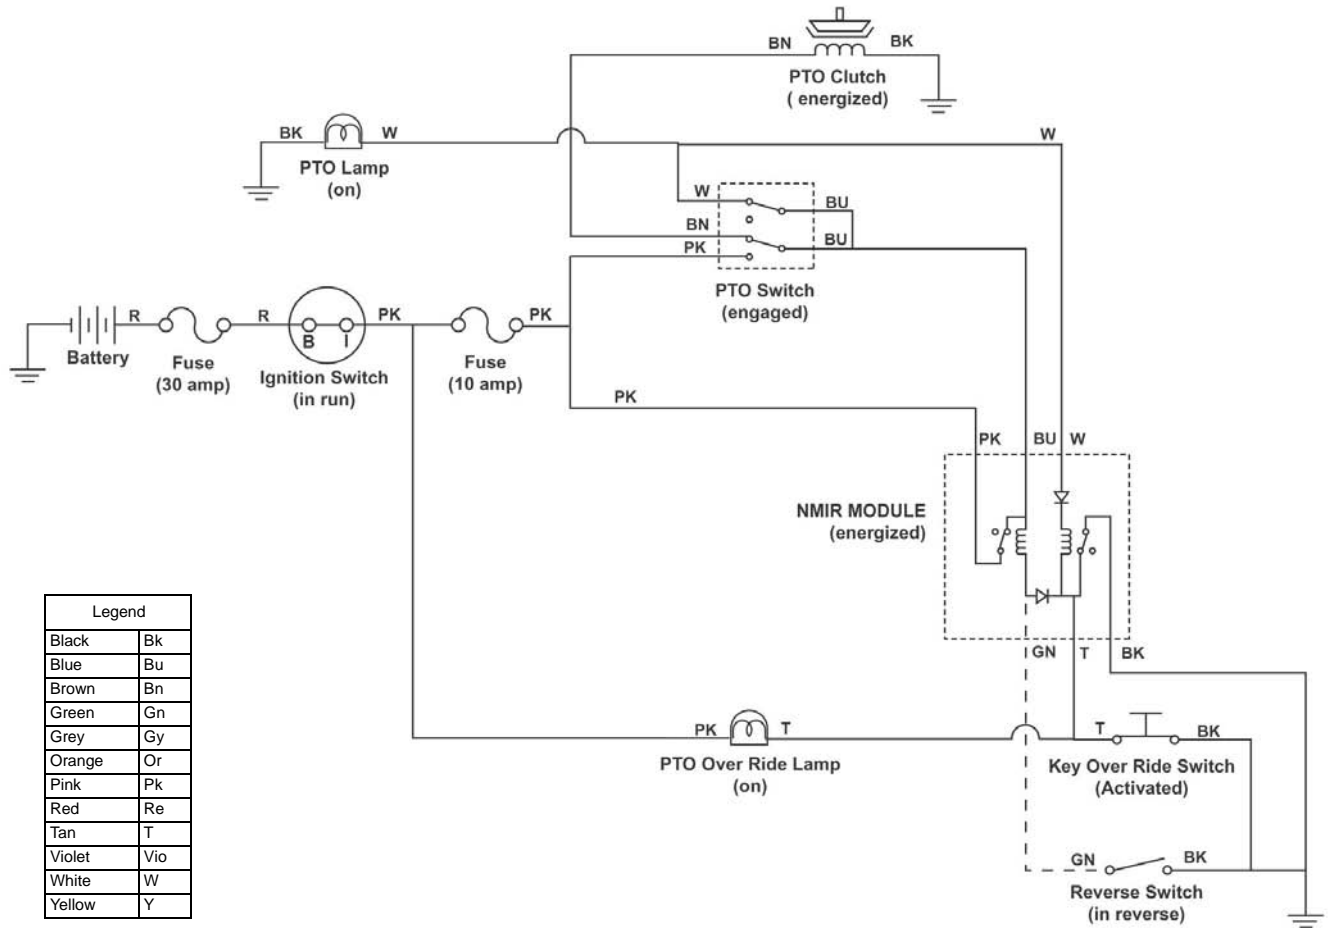 BN
BK
PTO Clutch
( energized)
BK
W
W
PTO Lamp
(on)
W
BU
BN
BU
PK
PTO Switch
(engaged)
R
R
PK
PK
B
I
Battery
Fuse
(30 amp)
Ignition Switch
(in run)
Fuse
(10 amp)
PK
PK
BU
W
NMIR MODULE
(energized)
GN
T
BK
PK
T
T
BK
PTO Over Ride Lamp
(on)
Key Over Ride Switch
(Activated)
GN
BK
Reverse Switch
(in reverse)
Legend
Black Bk
Blue Bu
Brown Bn
Green Gn
Grey Gy
Orange Or
Pink Pk
Red Re
Tan T
Violet Vio
White W
Yellow Y